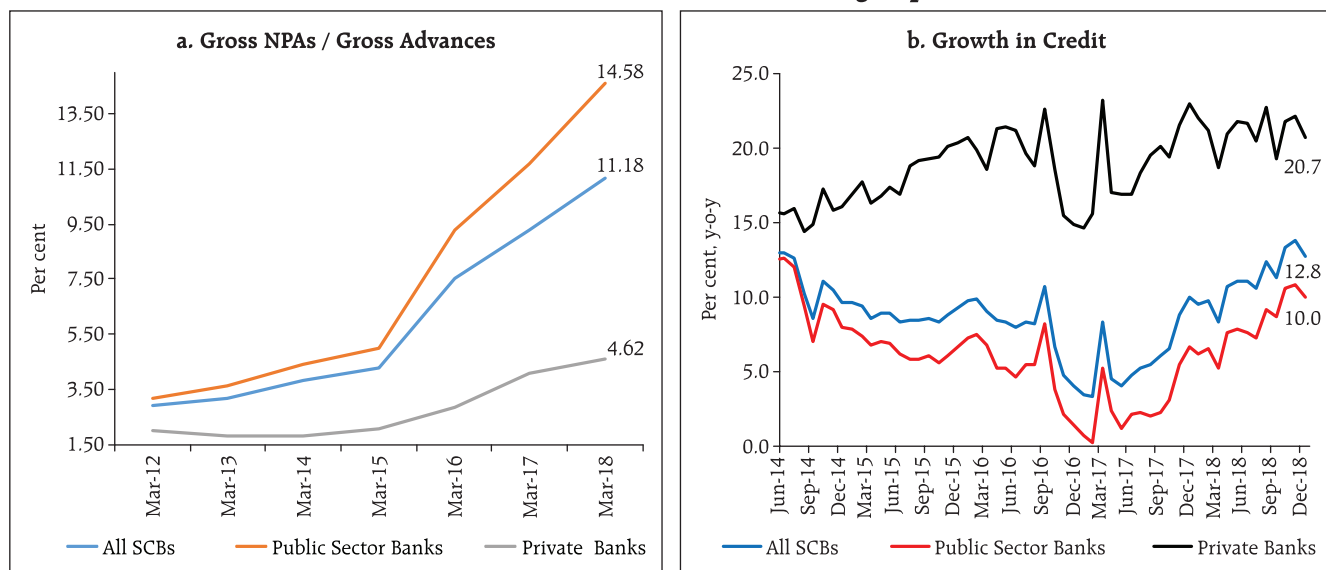 a. Gross NPAs / Gross Advances
Per cent
13.50
11.50
9.50
7.50
5.50
3.50
1.50
14.58
11.18
4.62
Mar-12
Mar-13
Mar-14
Mar-15
Mar-16
Mar-17
Mar-18
All SCBs
Public Sector Banks
Private Banks
b. Growth in Credit
Per cent, y-o-y
25.0
20.0
15.0
10.0
5.0
0.0
20.7
12.8
10.0
Jun-14
Sep-14
Dec-14
Mar-15
Jun-15
Sep-15
Dec-15
Mar-16
Jun-16
Sep-16
Dec-16
Mar-17
Jun-17
Sep-17
Dec-17
Mar-18
Jun-18
Sep-18
Dec-18
All SCBs
Public Sector Banks
Private Banks